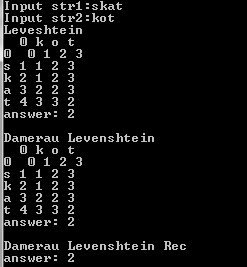 Input str1:skat
Input str2:kot
Leveshtein
  0 k o t
0  0 1 2 3
s 1 1 2 3
k 2 1 2 3
a 3 2 2 3
t 4 3 3 2
answer: 2

Damerau Levenshtein
  0 k o t
0  0 1 2 3
s 1 1 2 3
k 2 1 2 3
a 3 2 2 3
t 4 3 3 2
answer: 2

Damerau Levenshtein Rec
answer: 2